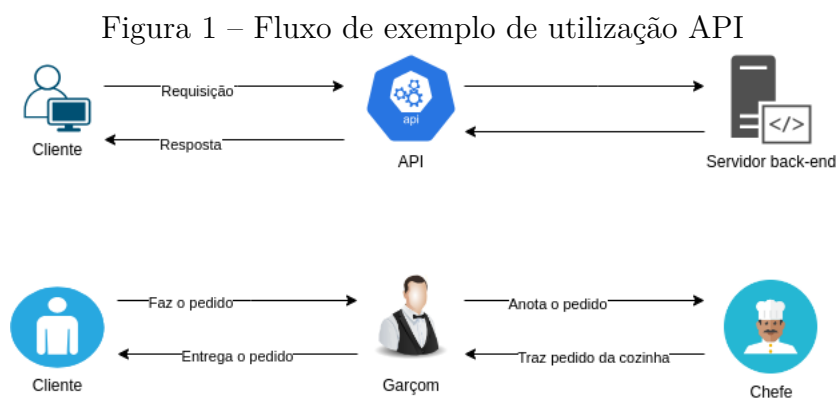 Figura 1 – Fluxo de exemplo de utilização API
Requisição
Resposta
api
</>
Cliente
API
Servidor back-end
Faz o pedido
Anota o pedido
Entrega o pedido
Traz pedido da cozinha
Cliente
Garçom
Chefe